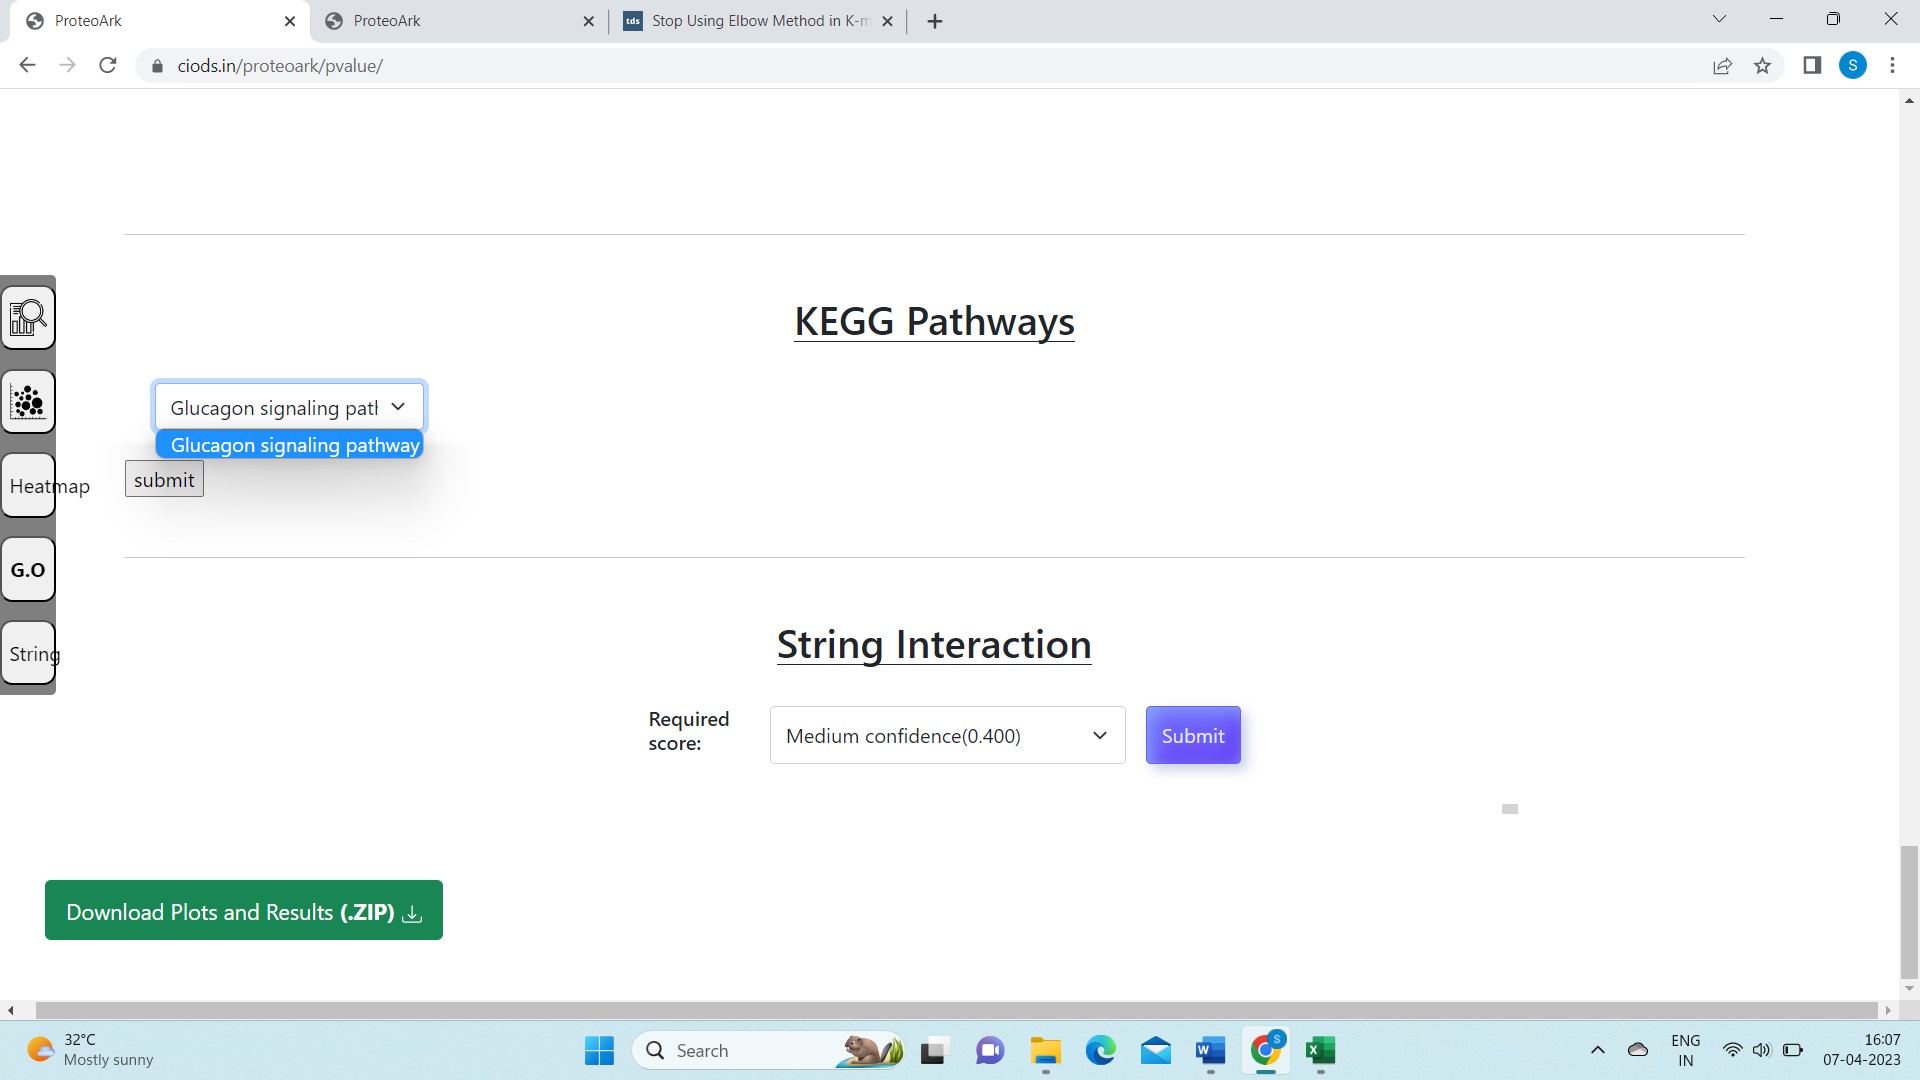 ProteoArk
ProteoArk
tds Stop Using Elbow Method in K-m
ciods.in/proteoark/pvalue/
S
KEGG Pathways
Glucagon signaling path
Glucagon signaling pathway
submit
Heatmap
G.O
String
String Interaction
Required
score:
Medium confidence(0.400)
Submit
Download Plots and Results (.ZIP)
32°C
Mostly sunny
Search
S
ENG
IN
16:07
07-04-2023